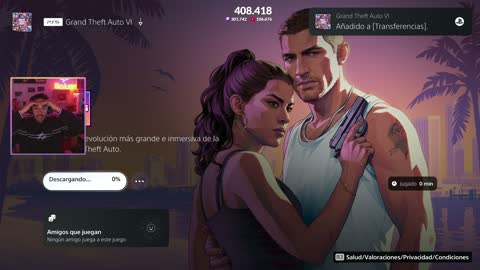 408.418
301.742 106.676
PS5 Grand Theft Auto VI
Grand Theft Auto VI
Añadido a [Transferencias].
evolución más grande e inmersiva de la
Theft Auto.
Descargando... 0%
Jugado 0 min
Amigos que juegan
Ningún amigo juega a este juego
Salud/Valoraciones/Privacidad/Condiciones